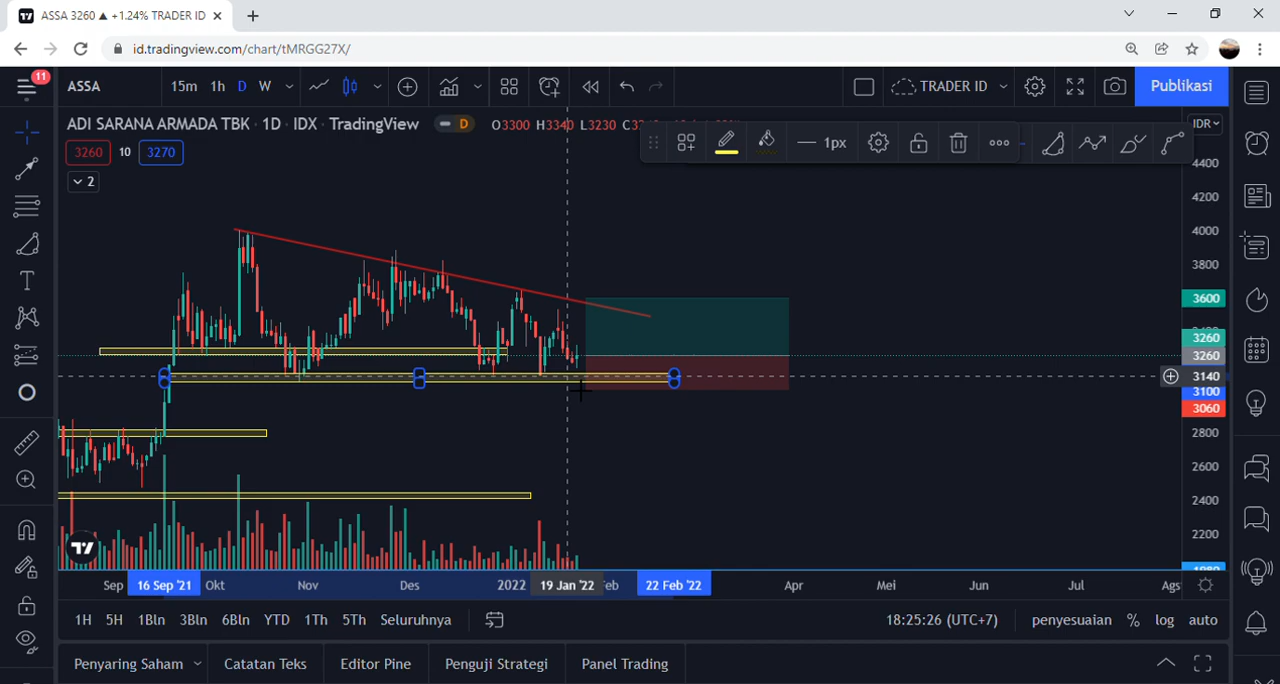 ASSA 3260 ▲ +1.24% TRADER ID
id.tradingview.com/chart/tMRGG27X/
11
ASSA 15m 1h D W TRADER ID Publikasi
ADI SARANA ARMADA TBK · 1D · IDX · TradingView D O3300 H3340 L3230
1px
IDR
3260 10 3270
2
4400
4200
4000
3800
3600
3260
3260
3140
3100
3060
2800
2600
2400
2200
Sep 16 Sep '21 Okt Nov Des 2022 19 Jan '22 22 Feb '22 Apr Mei Jun Jul
1H 5H 1Bln 3Bln 6Bln YTD 1Th 5Th Seluruhnya 18:25:26 (UTC+7) penyesuaian % log auto
Penyaring Saham Catatan Teks Editor Pine Penguji Strategi Panel Trading